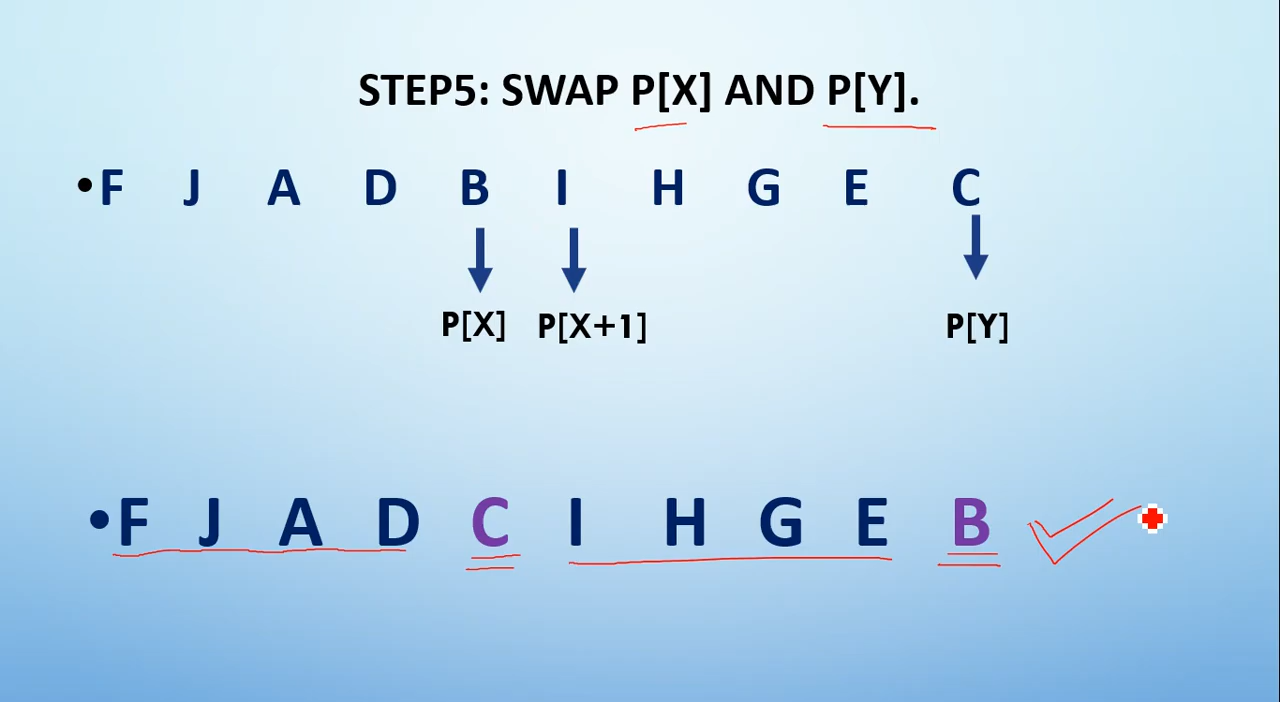 STEP5: SWAP P[X] AND P[Y].
•F J A D B I H G E C
P[X] P[X+1] P[Y]
•F J A D C I H G E B